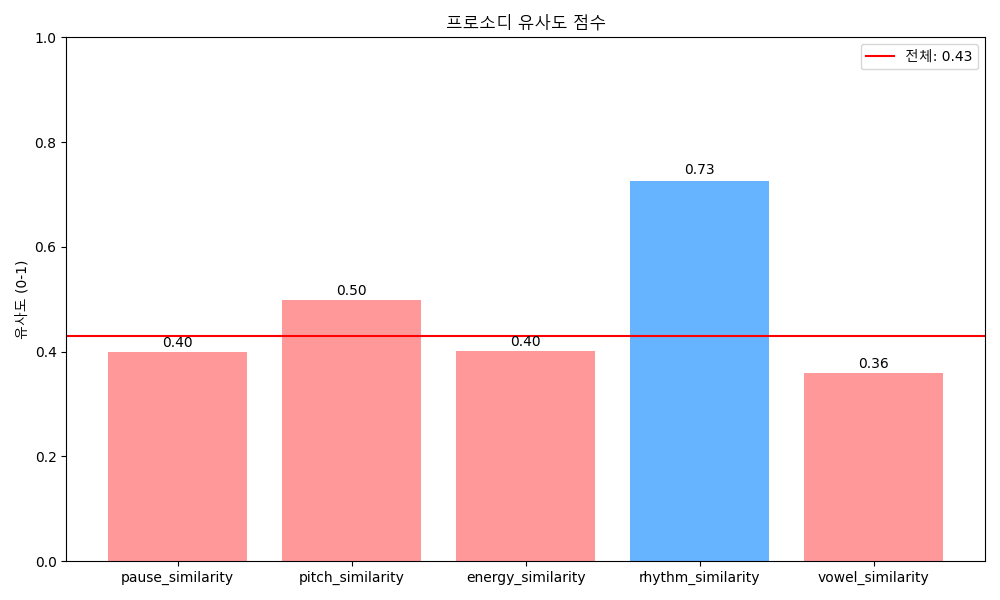 프로소디 유사도 점수
전체: 0.43
유사도 (0-1)
1.0
0.8
0.6
0.4
0.2
0.0
0.40
0.50
0.40
0.73
0.36
pause_similarity
pitch_similarity
energy_similarity
rhythm_similarity
vowel_similarity